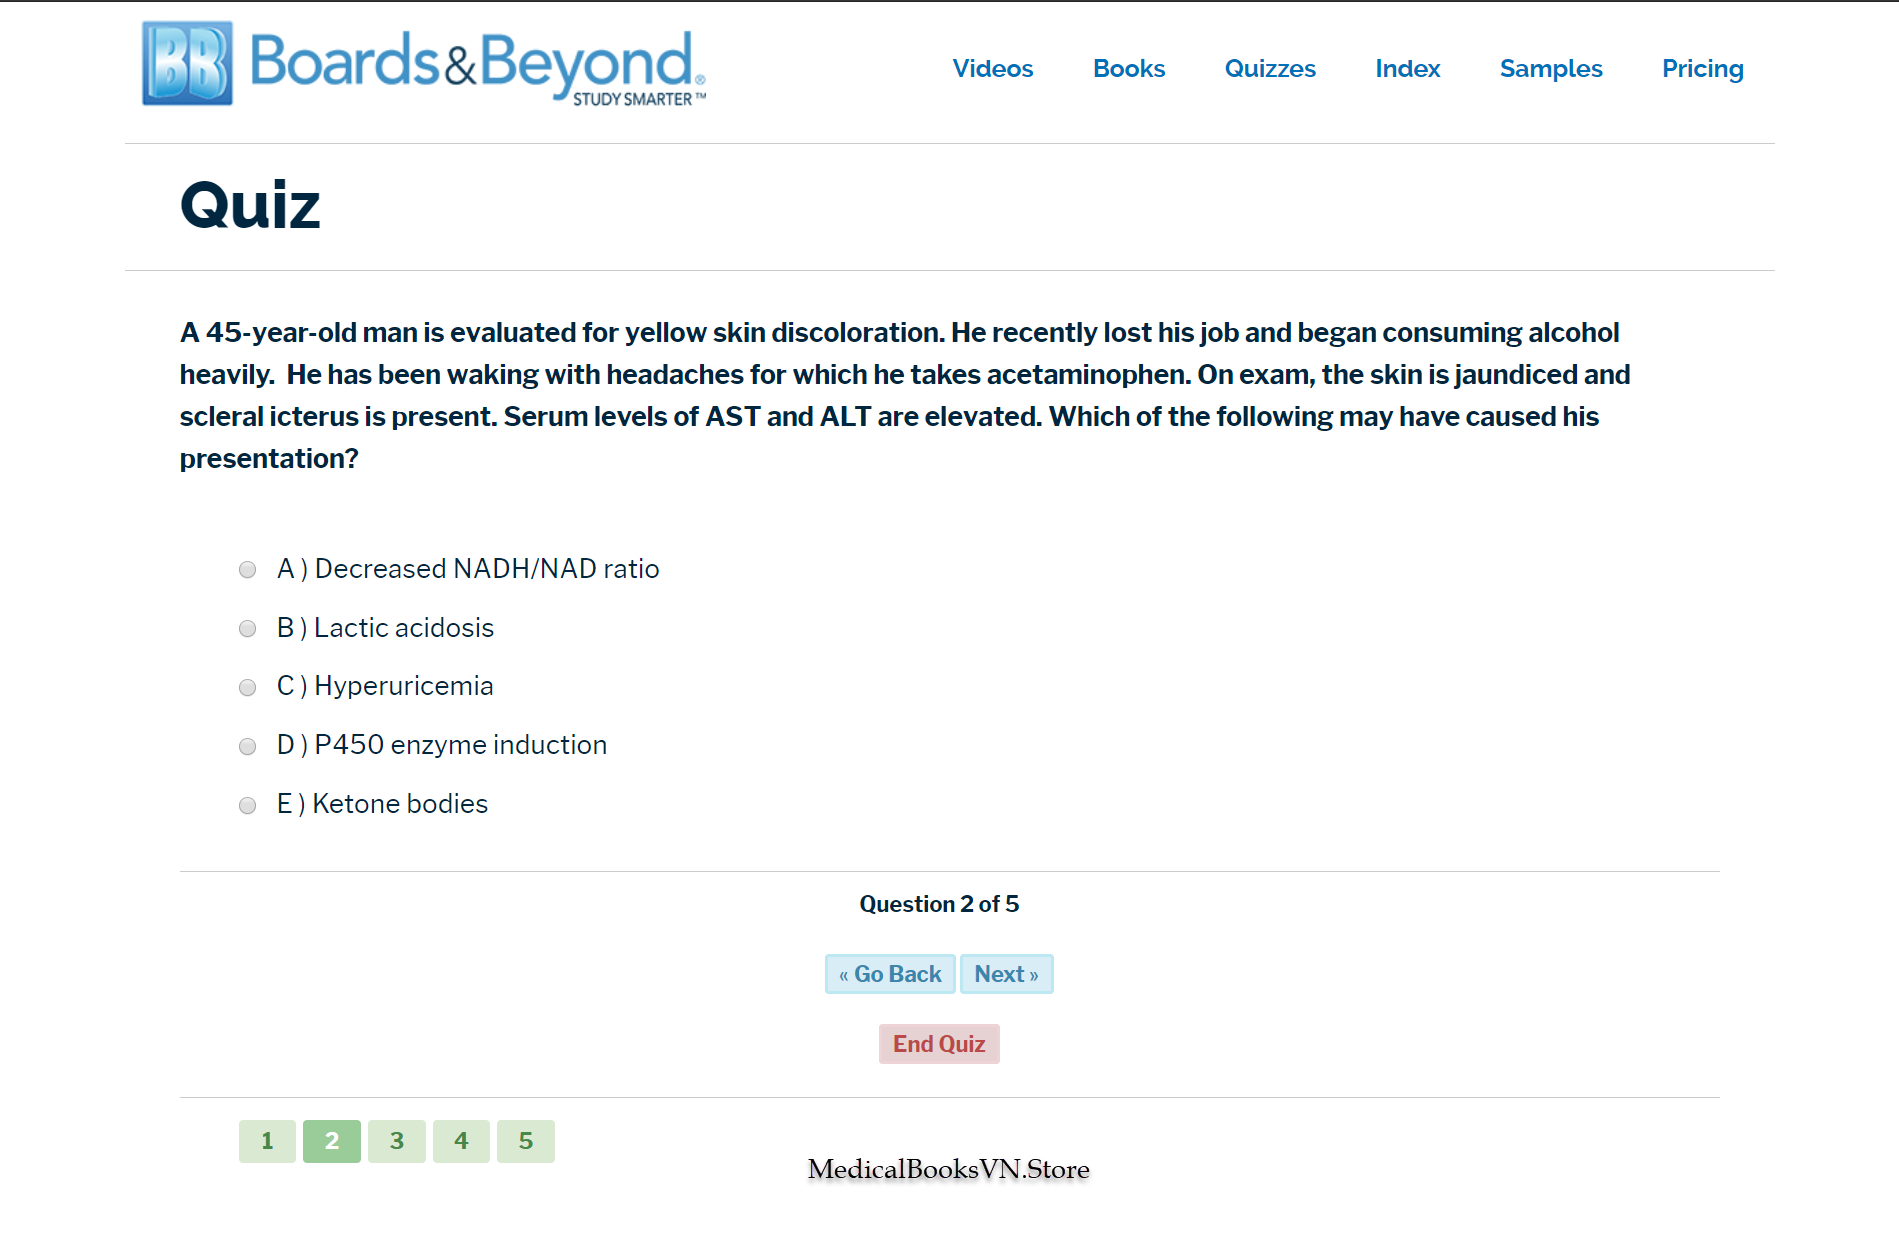 BB Boards&Beyond®
STUDY SMARTER™
Videos Books Quizzes Index Samples Pricing
Quiz
A 45-year-old man is evaluated for yellow skin discoloration. He recently lost his job and began consuming alcohol
heavily.  He has been waking with headaches for which he takes acetaminophen. On exam, the skin is jaundiced and
scleral icterus is present. Serum levels of AST and ALT are elevated. Which of the following may have caused his
presentation?
A ) Decreased NADH/NAD ratio
B ) Lactic acidosis
C ) Hyperuricemia
D ) P450 enzyme induction
E ) Ketone bodies
Question 2 of 5
« Go Back Next »
End Quiz
1 2 3 4 5
MedicalBooksVN.Store